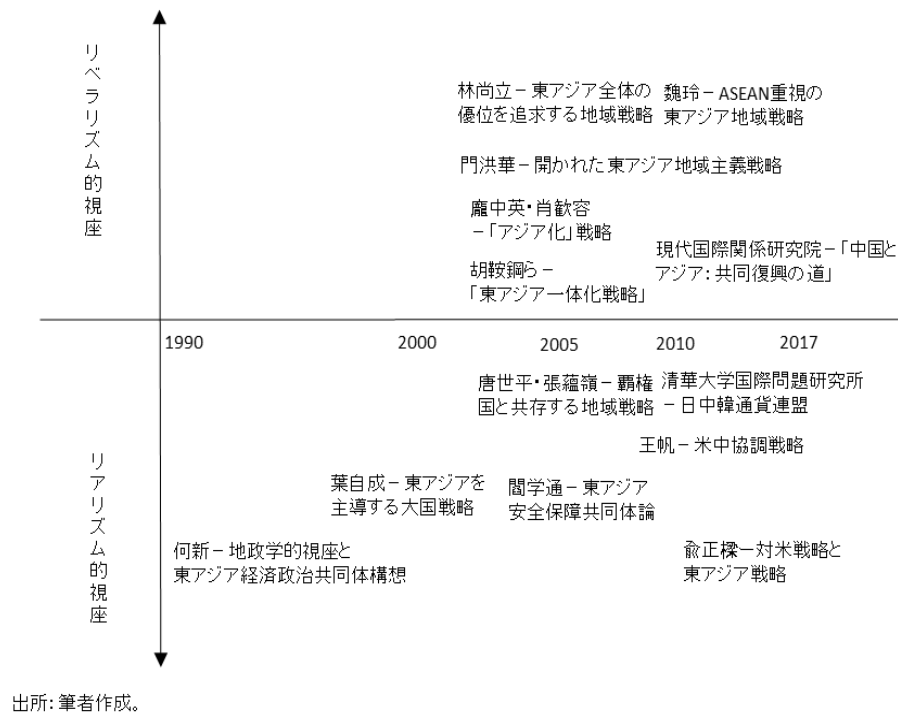 リベラリズム的視座
林尚立－東アジア全体の
優位を追求する地域戦略
魏玲－ASEAN重視の
東アジア地域戦略
門洪華－開かれた東アジア地域主義戦略
龐中英・肖歓容
－「アジア化」戦略
胡鞍鋼ら－
「東アジア一体化戦略」
現代国際関係研究院－「中国と
アジア：共同復興の道」
1990
2000
2005
2010
2017
唐世平・張蘊嶺－覇権
国と共存する地域戦略
清華大学国際問題研究所
－日中韓通貨連盟
王帆－米中協調戦略
リアリズム的視座
葉自成－東アジアを
主導する大国戦略
閻学通－東アジア
安全保障共同体論
何新－地政学的視座と
東アジア経済政治共同体構想
兪正樑ー対米戦略と
東アジア戦略
出所：筆者作成。